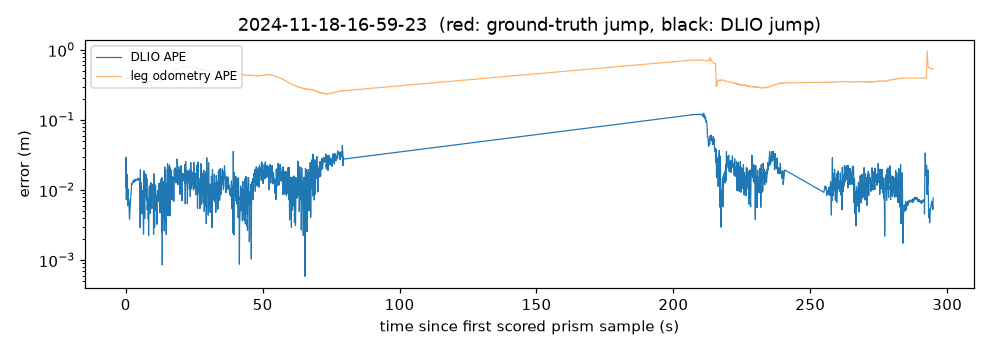 2024-11-18-16-59-23  (red: ground-truth jump, black: DLIO jump)
DLIO APE
leg odometry APE
error (m)
10⁰
10⁻¹
10⁻²
10⁻³
0 50 100 150 200 250 300
time since first scored prism sample (s)